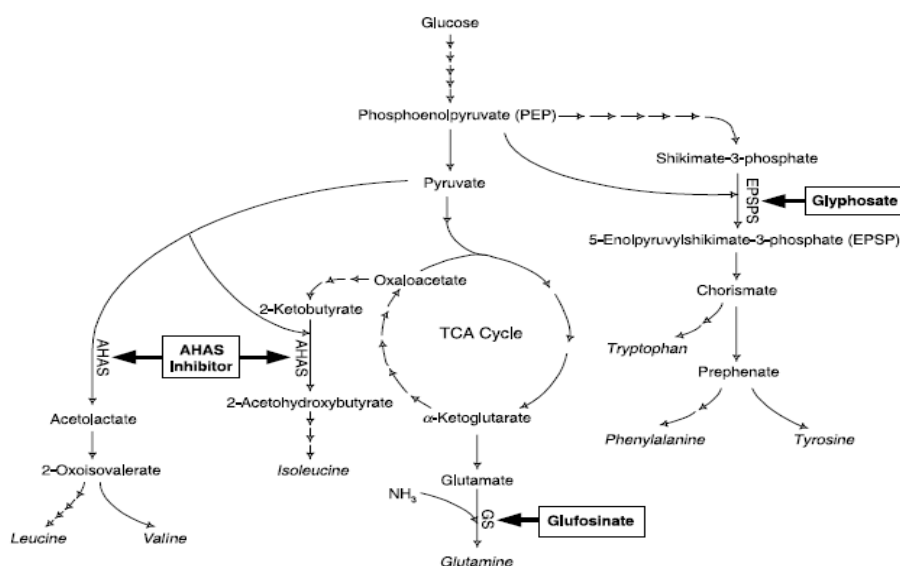 Glucose
Phosphoenolpyruvate (PEP)
Shikimate-3-phosphate
Pyruvate
EPSPS
Glyphosate
5-Enolpyruvylshikimate-3-phosphate (EPSP)
Oxaloacetate
2-Ketobutyrate
Chorismate
TCA Cycle
AHAS
AHAS
Inhibitor
AHAS
Tryptophan
Prephenate
2-Acetohydroxybutyrate
Acetolactate
α-Ketoglutarate
Phenylalanine
Tyrosine
2-Oxoisovalerate
Isoleucine
Glutamate
NH₃
GS
Glufosinate
Leucine
Valine
Glutamine